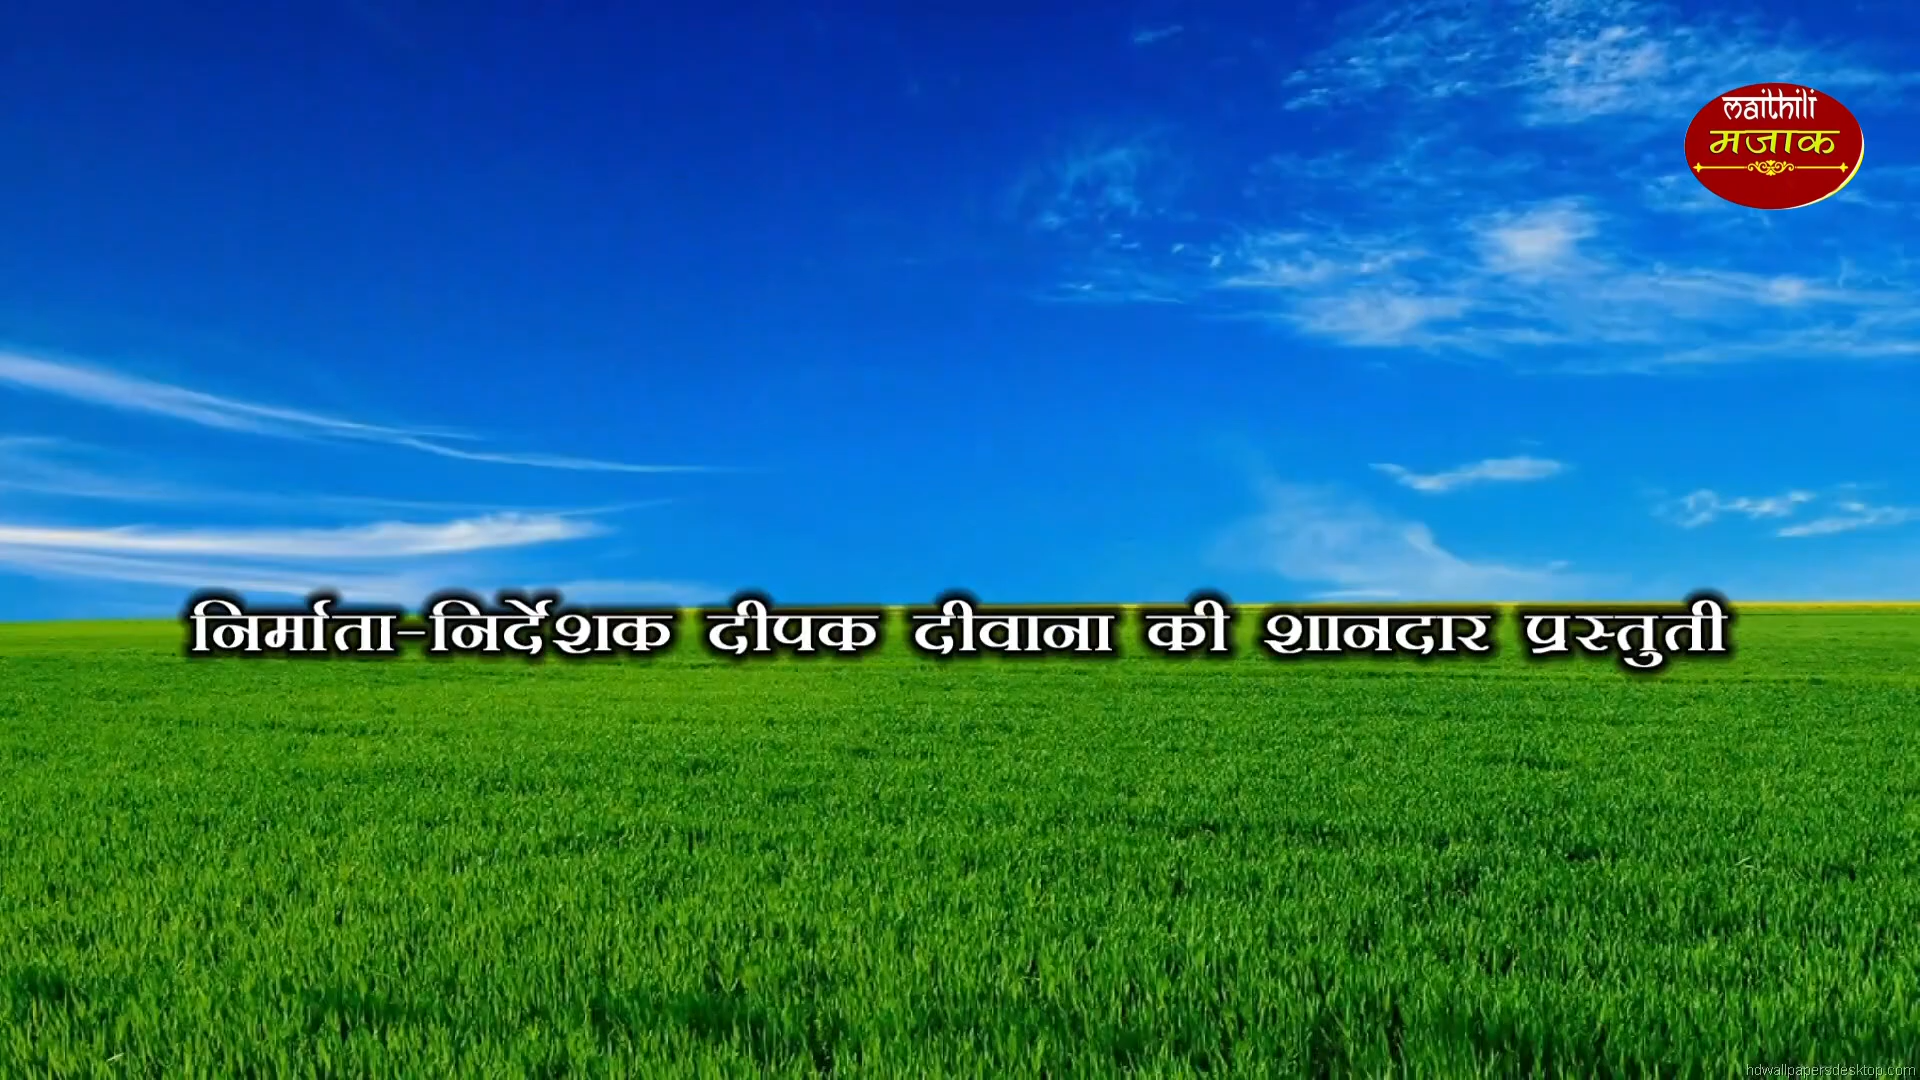 maithili
मजाक
निर्माता-निर्देशक दीपक दीवाना की शानदार प्रस्तुती
hdwallpapersdesktop.com